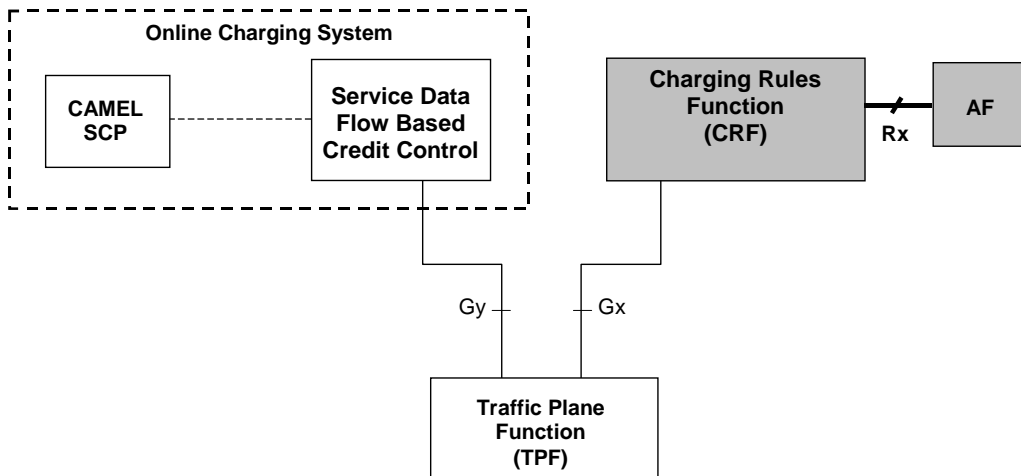 Online Charging System
CAMEL
SCP
Service Data
Flow Based
Credit Control
Charging Rules
Function
(CRF)
Rx
AF
Gy
Gx
Traffic Plane
Function
(TPF)